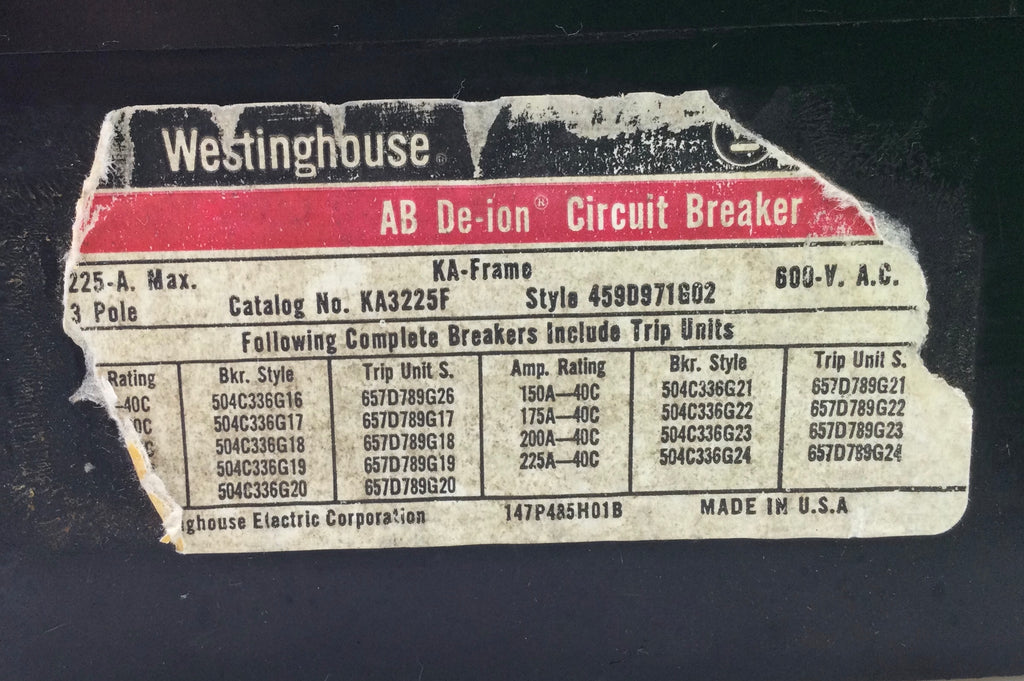 Westinghouse®
AB De-ion® Circuit Breaker
225-A. Max. KA-Frame 600-V. A.C.
3 Pole Catalog No. KA3225F Style 459D971G02
Following Complete Breakers Include Trip Units
Rating Bkr. Style Trip Unit S. Amp. Rating Bkr. Style Trip Unit S.
-40C 504C336G16 657D789G26 150A-40C 504C336G21 657D789G21
0C 504C336G17 657D789G17 175A-40C 504C336G22 657D789G22
C 504C336G18 657D789G18 200A-40C 504C336G23 657D789G23
504C336G19 657D789G19 225A-40C 504C336G24 657D789G24
504C336G20 657D789G20
ghouse Electric Corporation 147P485H01B MADE IN U.S.A